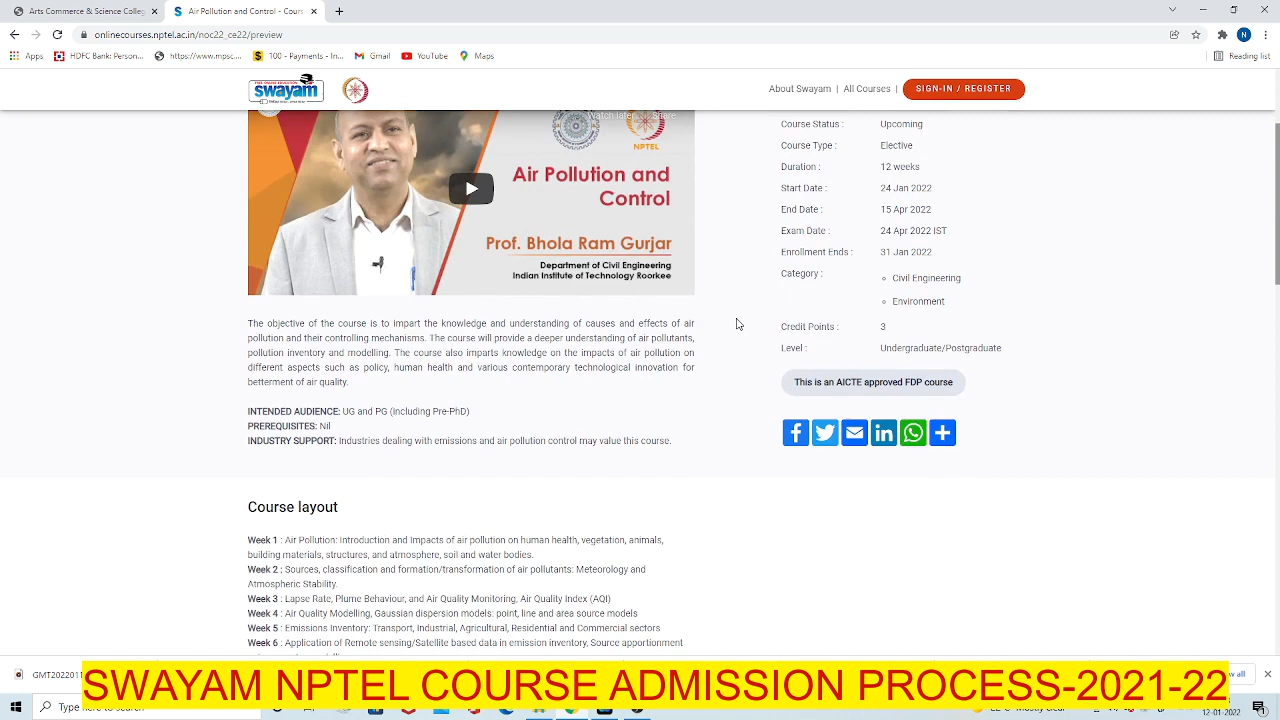 Arts Commerce & Science College
S Air Pollution and Control - Cours
onlinecourses.nptel.ac.in/noc22_ce22/preview
N
Apps
HDFC Bank: Person...
https://www.mpsc....
100 - Payments - In...
Gmail
YouTube
Maps
Reading list
swayam
About Swayam | All Courses | SIGN-IN / REGISTER
Watch later
Share
NPTEL
Air Pollution and
Control
Prof. Bhola Ram Gurjar
Department of Civil Engineering
Indian Institute of Technology Roorkee
Course Status : Upcoming
Course Type : Elective
Duration : 12 weeks
Start Date : 24 Jan 2022
End Date : 15 Apr 2022
Exam Date : 24 Apr 2022 IST
Enrollment Ends : 31 Jan 2022
Category :
Civil Engineering
Environment
Credit Points : 3
Level : Undergraduate/Postgraduate
This is an AICTE approved FDP course
The objective of the course is to impart the knowledge and understanding of causes and effects of air
pollution and their controlling mechanisms. The course will provide a deeper understanding of air pollutants,
pollution inventory and modelling. The course also imparts knowledge on the impacts of air pollution on
different aspects such as policy, human health and various contemporary technological innovation for
betterment of air quality.
INTENDED AUDIENCE: UG and PG (Including Pre-PhD)
PREREQUISITES: Nil
INDUSTRY SUPPORT: Industries dealing with emissions and air pollution control may value this course.
Course layout
Week 1 : Air Pollution: Introduction and Impacts of air pollution on human health, vegetation, animals,
building materials, structures, and atmosphere, soil and water bodies.
Week 2 : Sources, classification and formation/transformation of air pollutants: Meteorology and
Atmospheric Stability.
Week 3 : Lapse Rate, Plume Behaviour, and Air Quality Monitoring, Air Quality Index (AQI)
Week 4 : Air Quality Modelling, Gaussian dispersion models: point, line and area source models
Week 5 : Emissions Inventory: Transport, Industrial, Agricultural, Residential and Commercial sectors
Week 6 : Application of Remote sensing/Satellite based data in emission inventory, Source apportionment
SWAYAM NPTEL COURSE ADMISSION PROCESS-2021-22
12-01-2022